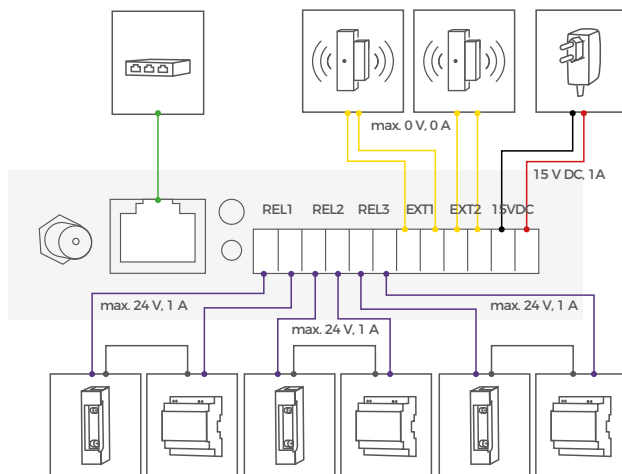 max. 0 V, 0 A
15 V DC, 1A
REL1 REL2 REL3 EXT1 EXT2 15VDC
max. 24 V, 1 A
max. 24 V, 1 A
max. 24 V, 1 A